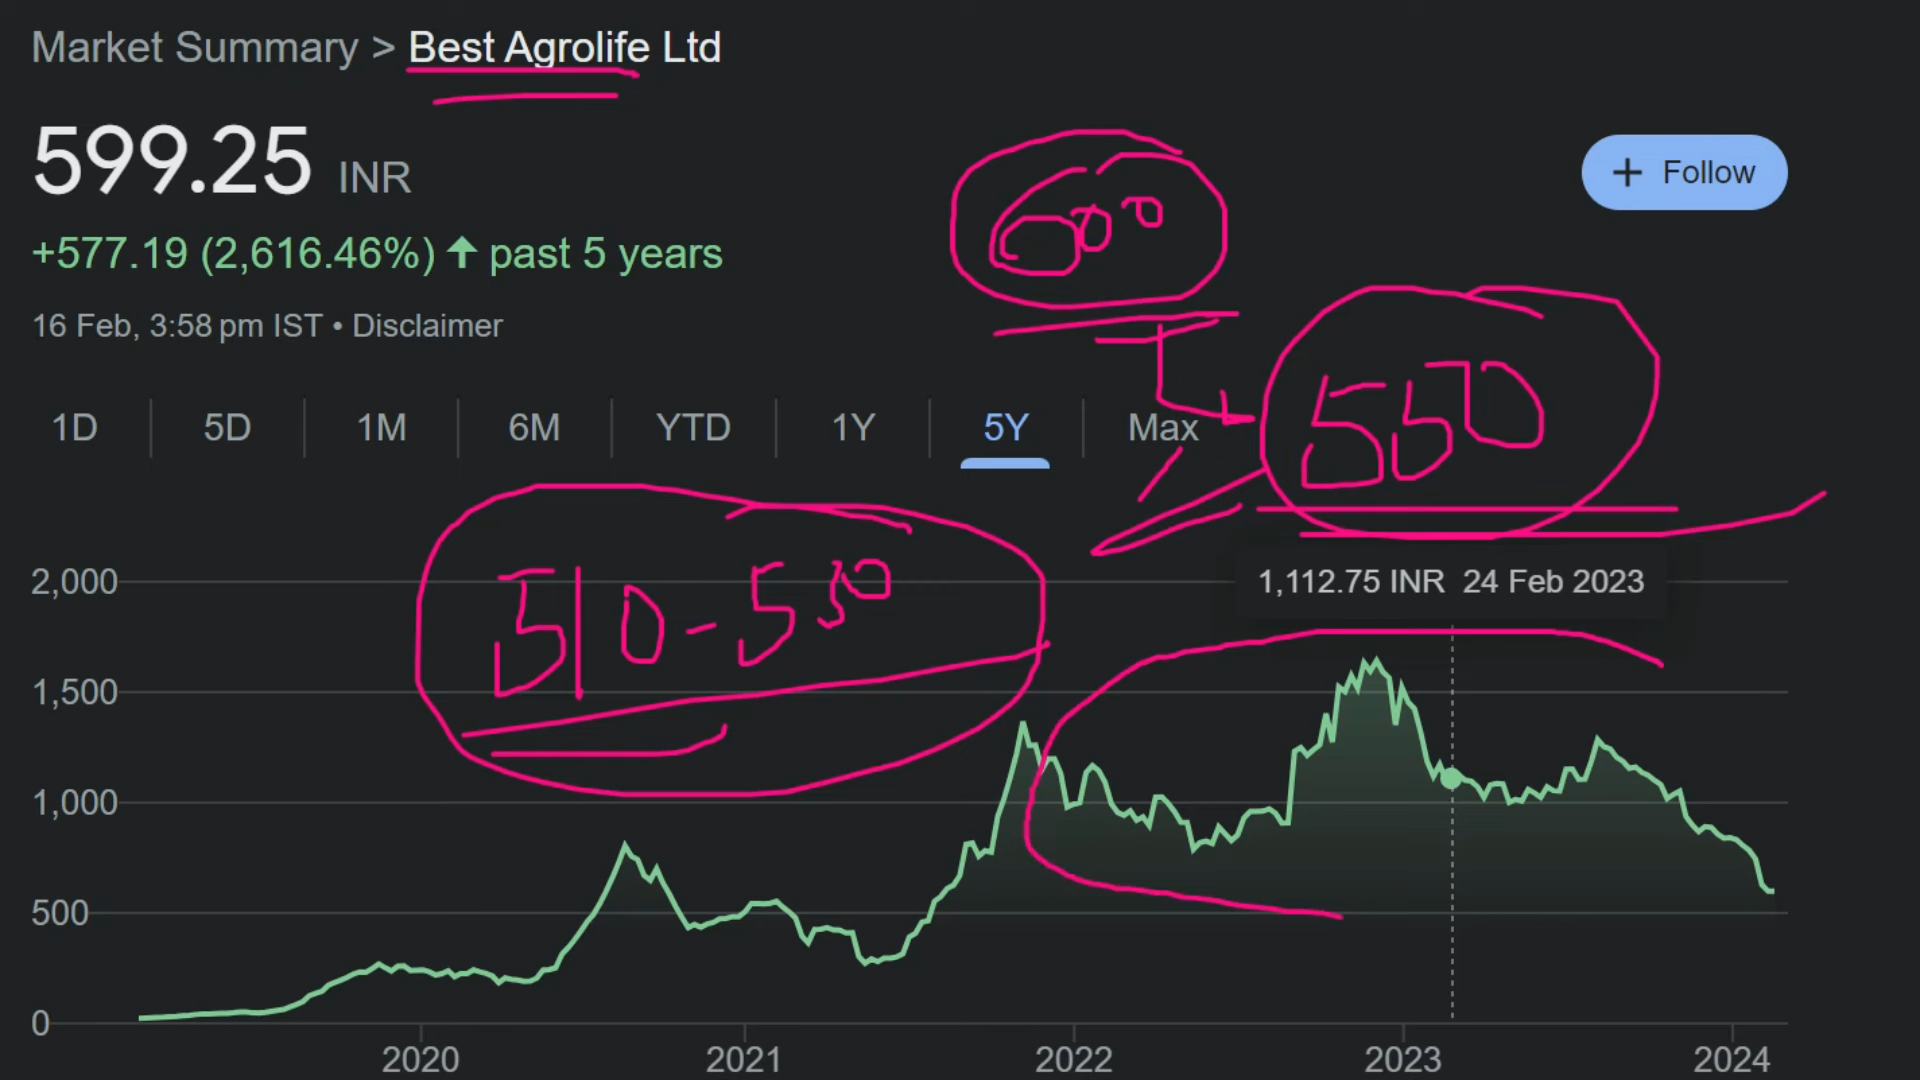 Market Summary > Best Agrolife Ltd
599.25 INR
+577.19 (2,616.46%) ↑ past 5 years
16 Feb, 3:58 pm IST • Disclaimer
+ Follow
600
550
1D 5D 1M 6M YTD 1Y 5Y Max
510-530
1,112.75 INR 24 Feb 2023
2,000
1,500
1,000
500
0
2020 2021 2022 2023 2024